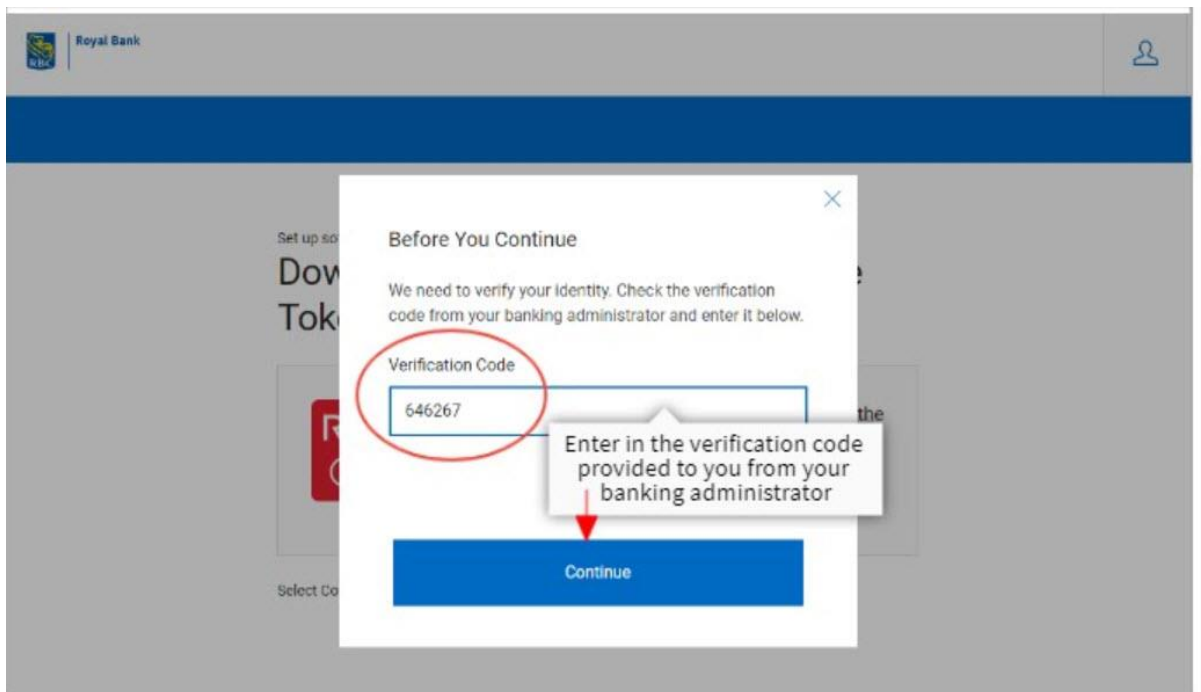 Royal Bank
RBC
Set up so
Before You Continue
Dow
We need to verify your identity. Check the verification
code from your banking administrator and enter it below.
Tok
Verification Code
646267
the
Enter in the verification code
provided to you from your
banking administrator
Continue
Select Co